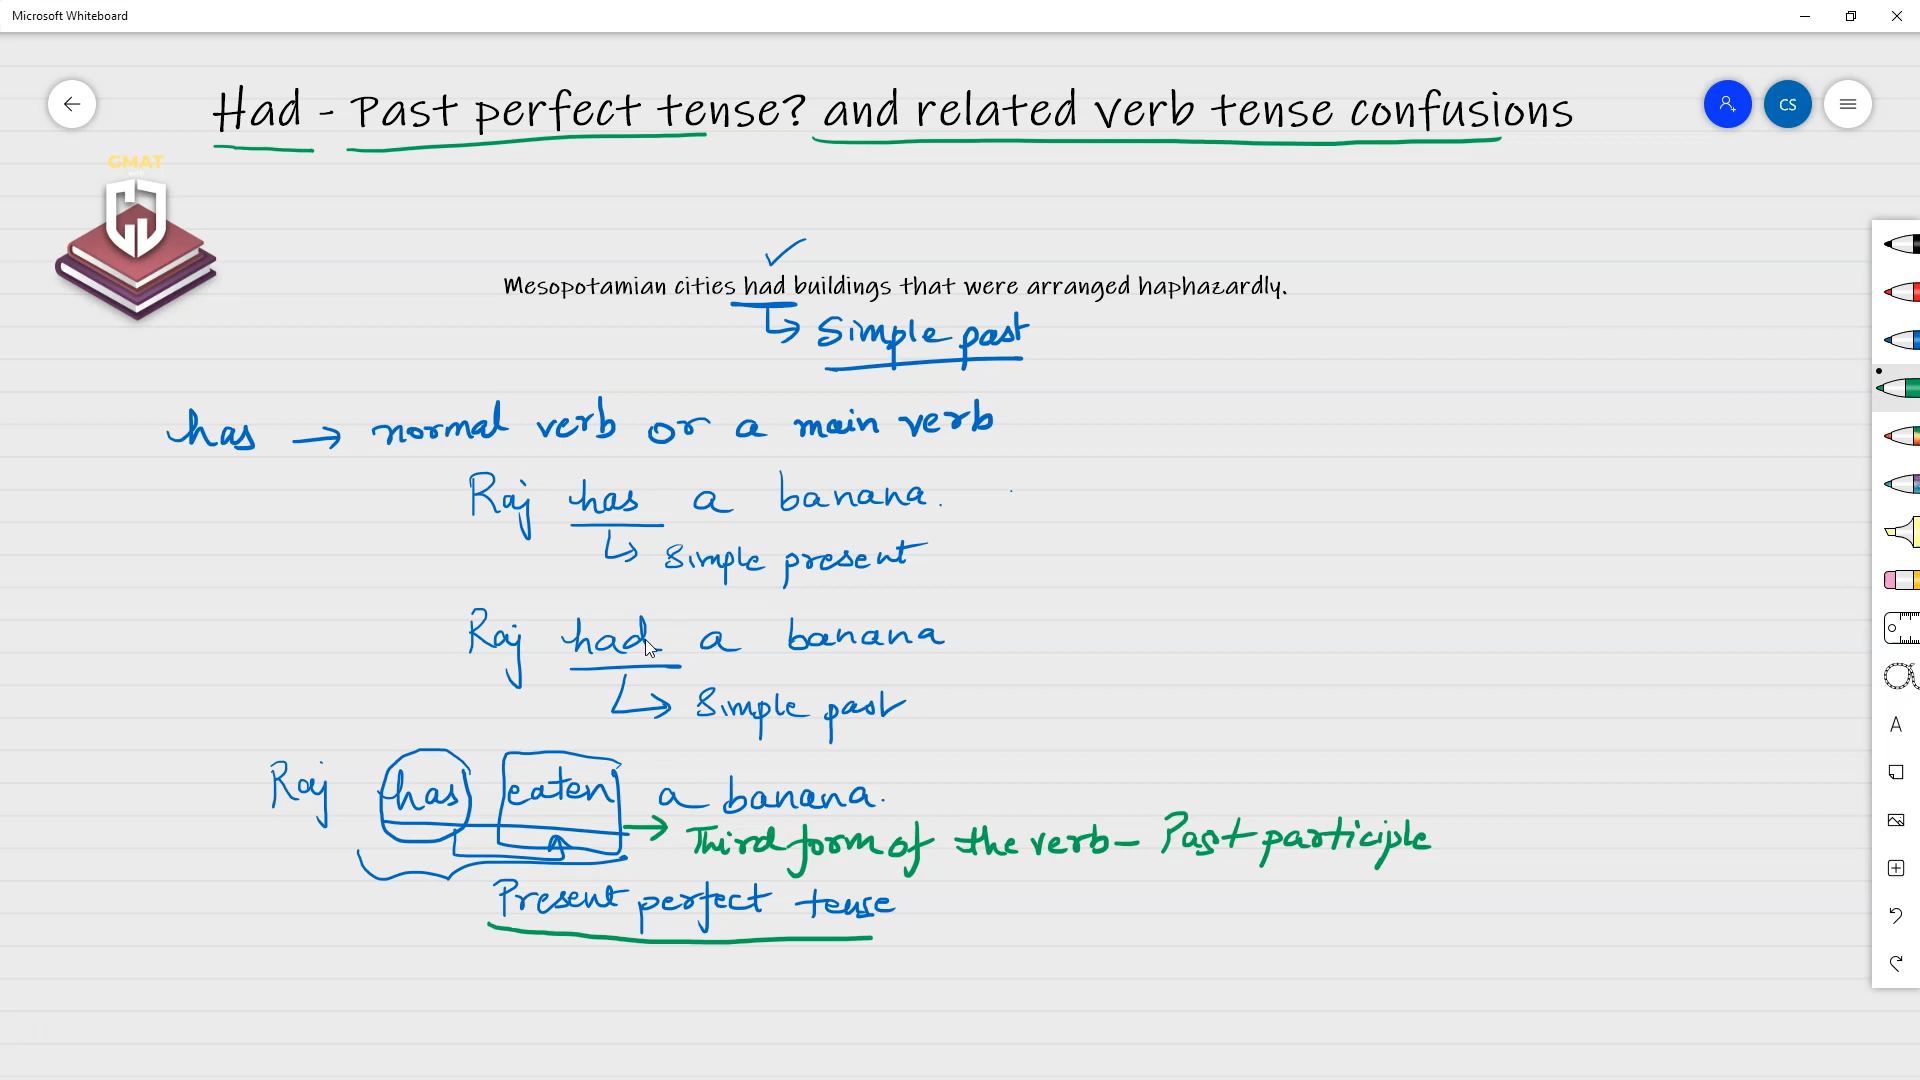 Microsoft Whiteboard
Had - Past perfect tense? and related verb tense confusions
CS
GMAT
Mesopotamian cities had buildings that were arranged haphazardly.
Simple past
has → normal verb or a main verb
Raj has a banana.
Simple present
Raj had a banana
Simple past
Raj has eaten a banana.
→ Third form of the verb - Past participle
Present perfect tense